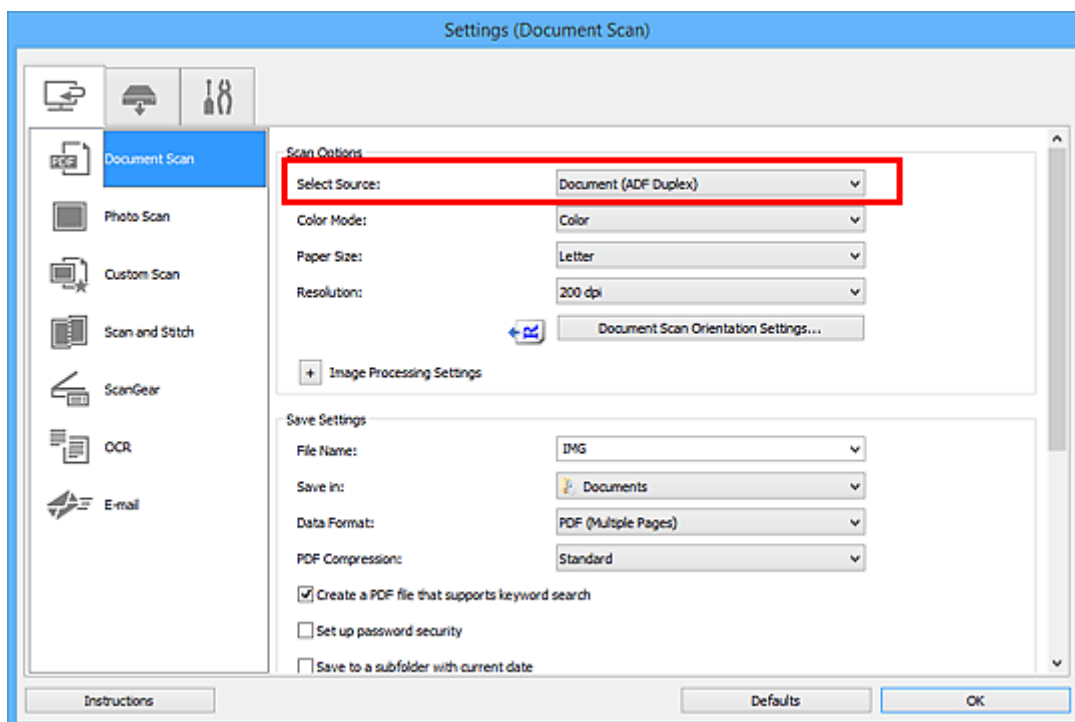 Settings (Document Scan)
PDF
Document Scan
Photo Scan
Custom Scan
Scan and Stitch
ScanGear
OCR
E-mail
Scan Options
Select Source: Document (ADF Duplex)
Color Mode: Color
Paper Size: Letter
Resolution: 200 dpi
R Document Scan Orientation Settings...
+ Image Processing Settings
Save Settings
File Name: IMG
Save in: Documents
Data Format: PDF (Multiple Pages)
PDF Compression: Standard
Create a PDF file that supports keyword search
Set up password security
Save to a subfolder with current date
Instructions Defaults OK